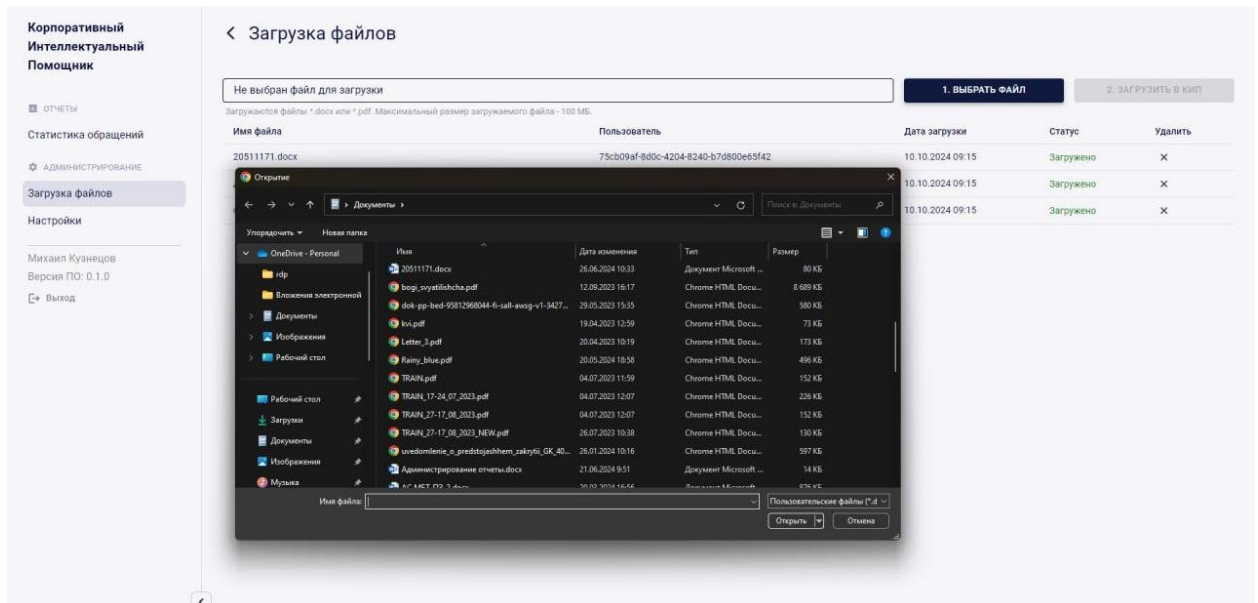 Корпоративный
Интеллектуальный
Помощник
ОТЧЕТЫ
Статистика обращений
АДМИНИСТРИРОВАНИЕ
Загрузка файлов
Настройки
Михаил Кузнецов
Версия ПО: 0.1.0
Выход
Загрузка файлов
Не выбран файл для загрузки
1. ВЫБРАТЬ ФАЙЛ
2. ЗАГРУЗИТЬ В КИП
Загружаются файлы *.docx или *.pdf. Максимальный размер загружаемого файла - 100 МБ.
Имя файла Пользователь Дата загрузки Статус Удалить
20511171.docx 75cb09af-8d0c-4204-8240-b7d800e65f42 10.10.2024 09:15 Загружено
10.10.2024 09:15 Загружено
10.10.2024 09:15 Загружено
Открытие
Документы
Поиск в: Документы
Упорядочить Новая папка
OneDrive - Personal
rdp
Вложения электронной
Документы
Изображения
Рабочий стол
Рабочий стол
Загрузки
Документы
Изображения
Музыка
Имя Дата изменения Тип Размер
20511171.docx 26.06.2024 10:33 Документ Microsoft ... 80 КБ
bogi_svyatilishcha.pdf 12.09.2023 16:17 Chrome HTML Docu... 8 689 КБ
dok-pp-bed-95812968044-fi-sall-awsg-v1-3427... 29.05.2023 15:35 Chrome HTML Docu... 580 КБ
kvi.pdf 19.04.2023 12:59 Chrome HTML Docu... 73 КБ
Letter_3.pdf 20.04.2023 10:19 Chrome HTML Docu... 173 КБ
Rainy_blue.pdf 20.05.2024 18:58 Chrome HTML Docu... 496 КБ
TRAIN.pdf 04.07.2023 11:59 Chrome HTML Docu... 152 КБ
TRAIN_17-24_07_2023.pdf 04.07.2023 12:07 Chrome HTML Docu... 226 КБ
TRAIN_27-17_08_2023.pdf 04.07.2023 12:07 Chrome HTML Docu... 152 КБ
TRAIN_27-17_08_2023_NEW.pdf 26.07.2023 10:38 Chrome HTML Docu... 130 КБ
uvedomlenie_o_predstojashhem_zakrytii_GK_40... 26.01.2024 10:16 Chrome HTML Docu... 597 КБ
Администрирование отчеты.docx 21.06.2024 9:51 Документ Microsoft ... 14 КБ
Имя файла:
Пользовательские файлы (*.d
Открыть
Отмена